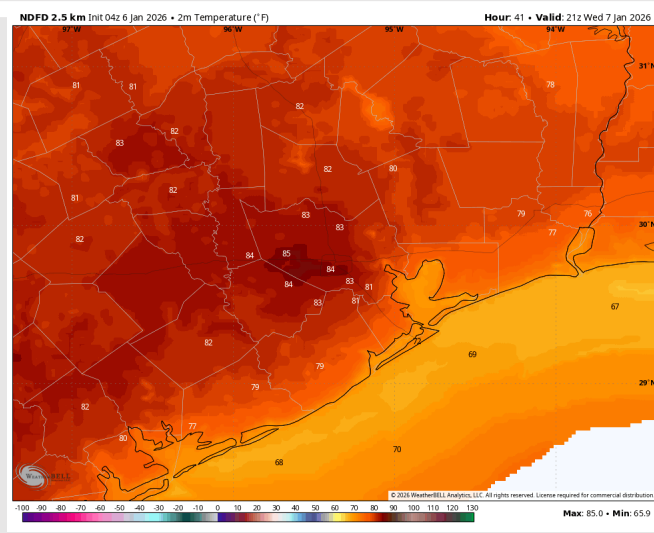 NDFD 2.5 km Init 04z 6 Jan 2026 • 2m Temperature (°F)
Hour: 41 • Valid: 21z Wed 7 Jan 2026
97°W 96°W 95°W 94°W
31°N
81 81 82 78
83 82
82 80
81 82
83 79 76
83 77
30°N
82
84 85
84
84 83 81
83 81
67
72
82 69
79
79
29°N
82
77
80
70
68
WeatherBELL
© 2026 WeatherBELL Analytics, LLC. All rights reserved. License required for commercial distribution.
-100 -90 -80 -70 -60 -50 -40 -30 -20 -10 0 10 20 30 40 50 60 70 80 90 100 110 120 130
Max: 85.0 • Min: 65.9